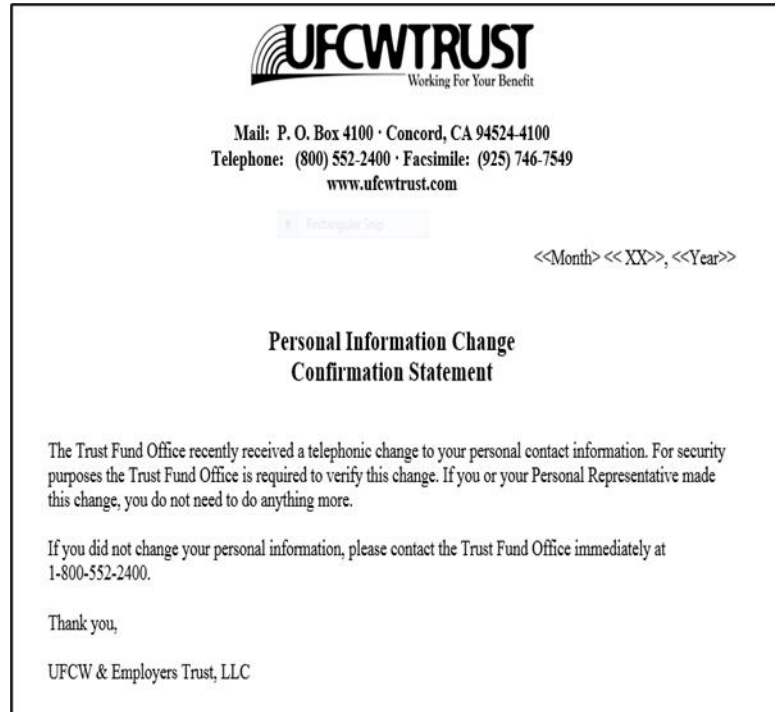 UFCWTRUST
Working For Your Benefit
Mail: P. O. Box 4100 · Concord, CA 94524-4100
Telephone: (800) 552-2400 · Facsimile: (925) 746-7549
www.ufcwtrust.com
Rectangular Snip
<<Month> << XX>>, <<Year>>
Personal Information Change
Confirmation Statement
The Trust Fund Office recently received a telephonic change to your personal contact information. For security
purposes the Trust Fund Office is required to verify this change. If you or your Personal Representative made
this change, you do not need to do anything more.
If you did not change your personal information, please contact the Trust Fund Office immediately at
1-800-552-2400.
Thank you,
UFCW & Employers Trust, LLC